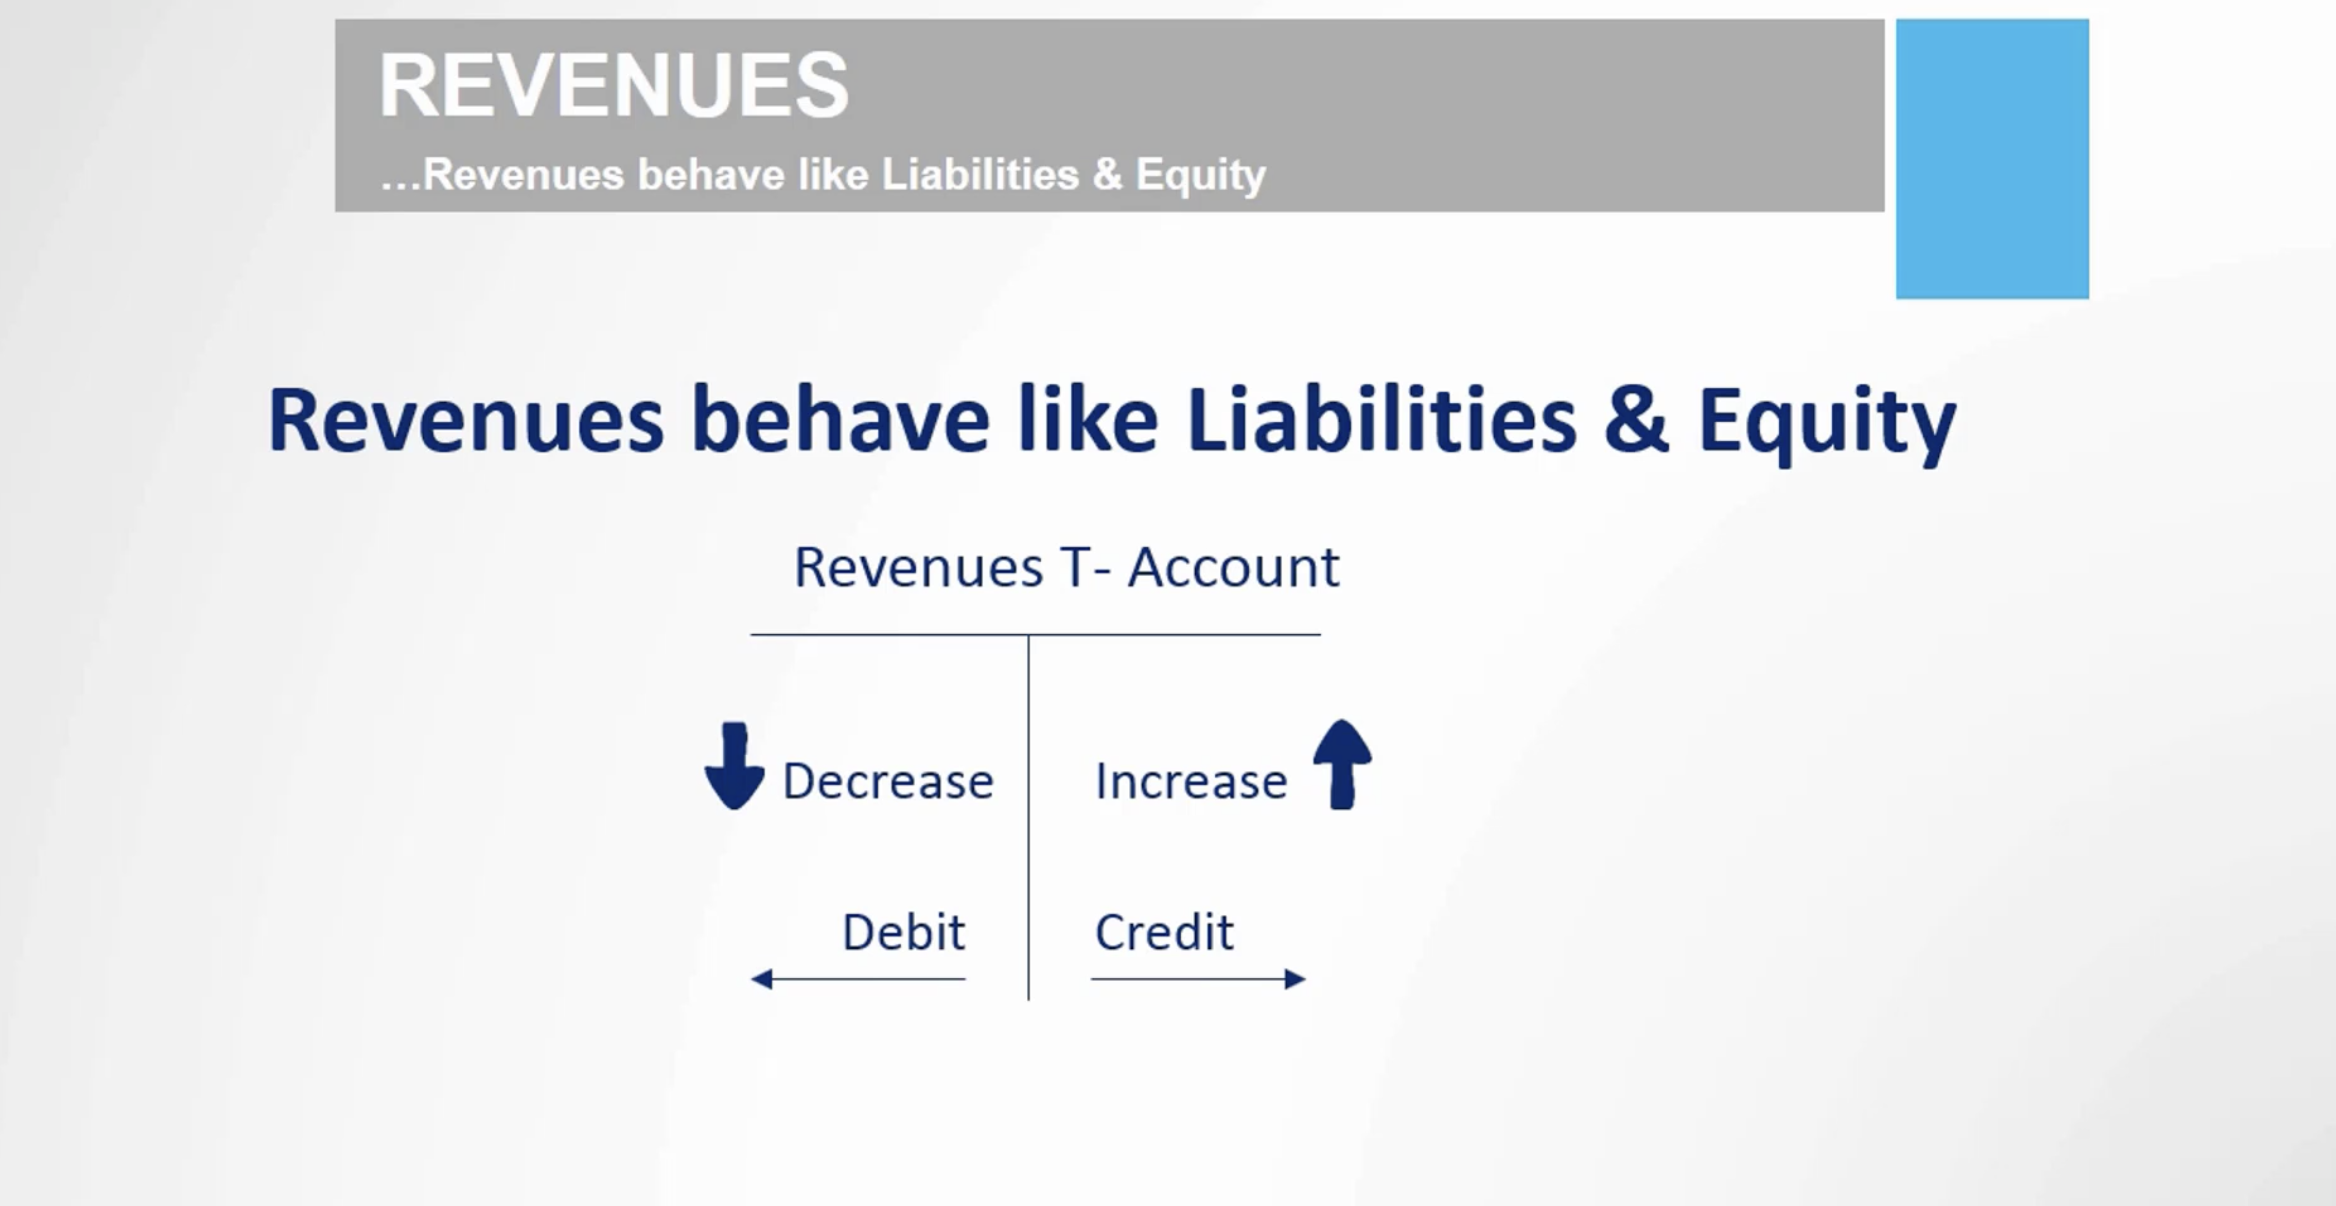 REVENUES
...Revenues behave like Liabilities & Equity
Revenues behave like Liabilities & Equity
Revenues T- Account
Decrease Increase
Debit Credit